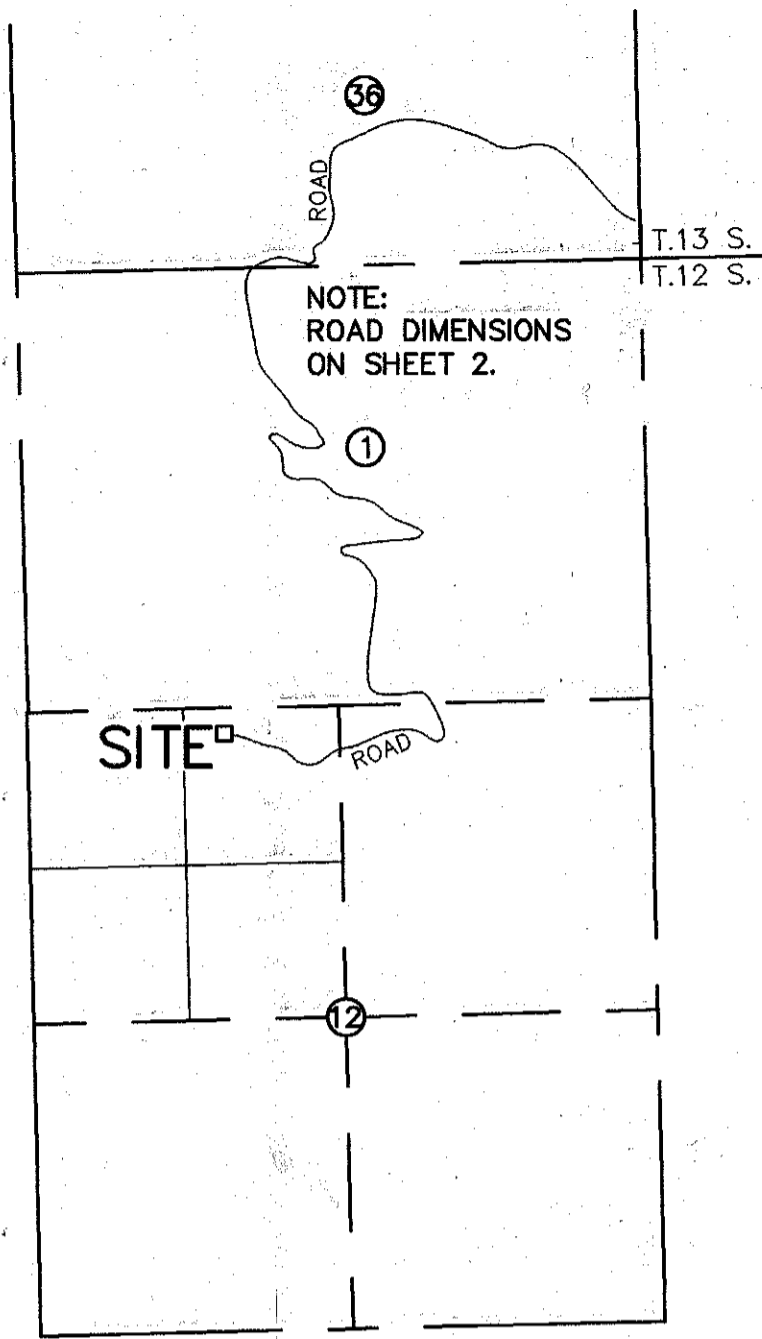 36
ROAD
T.13 S.
T.12 S.
NOTE:
ROAD DIMENSIONS
ON SHEET 2.
1
SITE
ROAD
12